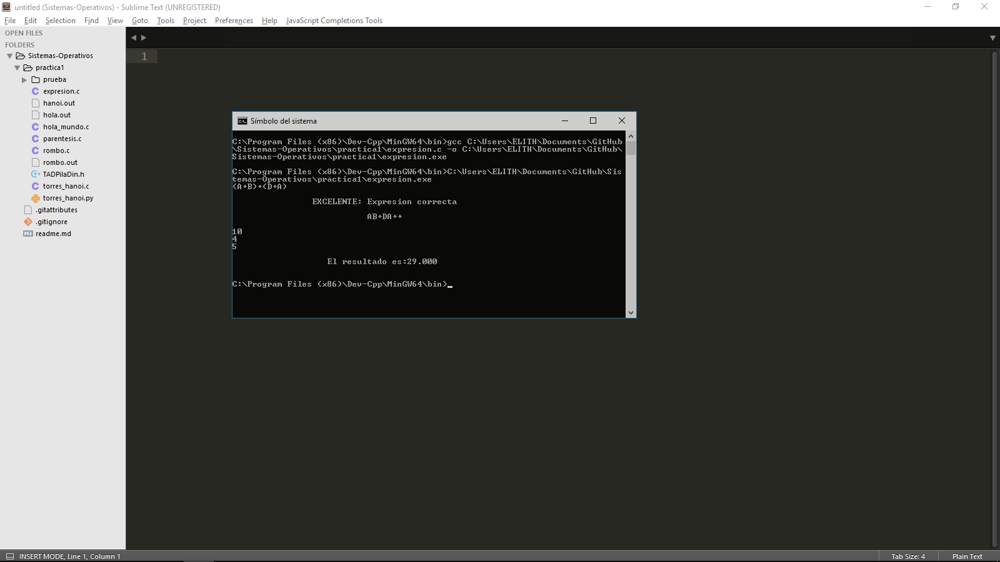 untitled (Sistemas-Operativos) - Sublime Text (UNREGISTERED)
File Edit Selection Find View Goto Tools Project Preferences Help JavaScript Completions Tools
OPEN FILES
FOLDERS
Sistemas-Operativos
practica1
prueba
expresion.c
hanoi.out
hola.out
hola_mundo.c
parentesis.c
rombo.c
rombo.out
TADPilaDin.h
torres_hanoi.c
torres_hanoi.py
.gitattributes
.gitignore
readme.md
1
Símbolo del sistema
C:\Program Files (x86)\Dev-Cpp\MinGW64\bin>gcc C:\Users\ELITH\Documents\GitHub
\Sistemas-Operativos\practica1\expresion.c -o C:\Users\ELITH\Documents\GitHub\
Sistemas-Operativos\practica1\expresion.exe
C:\Program Files (x86)\Dev-Cpp\MinGW64\bin>C:\Users\ELITH\Documents\GitHub\Sis
temas-Operativos\practica1\expresion.exe
(A+B)+(D+A)
EXCELENTE: Expresion correcta
AB+DA++
10
4
5
El resultado es:29.000
C:\Program Files (x86)\Dev-Cpp\MinGW64\bin>
INSERT MODE, Line 1, Column 1
Tab Size: 4
Plain Text